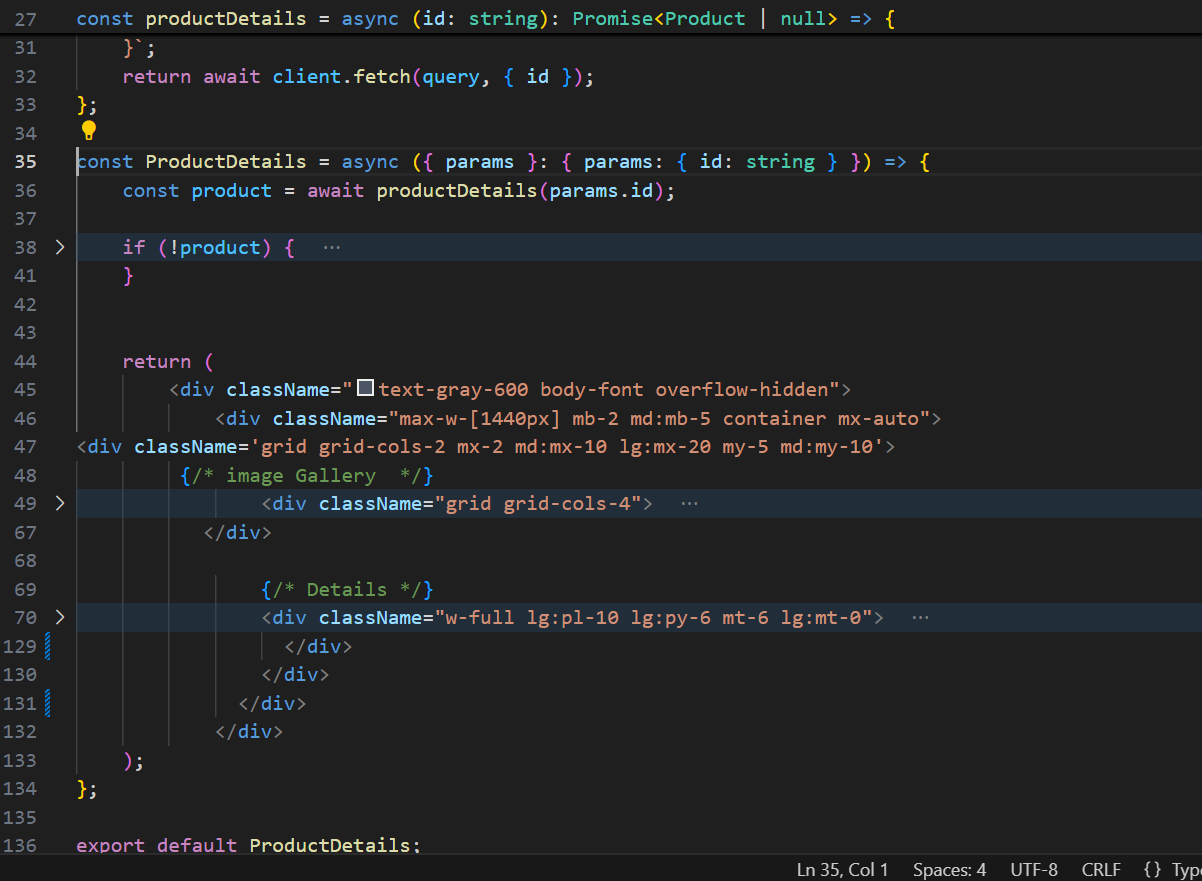 27 const productDetails = async (id: string): Promise<Product | null> => {
31 }`;
32 return await client.fetch(query, { id });
33 };
34
35 const ProductDetails = async ({ params }: { params: { id: string } }) => {
36 const product = await productDetails(params.id);
37
38 if (!product) { ···
41 }
42
43
44 return (
45 <div className="text-gray-600 body-font overflow-hidden">
46 <div className="max-w-[1440px] mb-2 md:mb-5 container mx-auto">
47 <div className='grid grid-cols-2 mx-2 md:mx-10 lg:mx-20 my-5 md:my-10'>
48 {/* image Gallery  */}
49 <div className="grid grid-cols-4"> ···
67 </div>
68
69 {/* Details */}
70 <div className="w-full lg:pl-10 lg:py-6 mt-6 lg:mt-0"> ···
129 </div>
130 </div>
131 </div>
132 </div>
133 );
134 };
135
136 export default ProductDetails;
Ln 35, Col 1 Spaces: 4 UTF-8 CRLF {} Type